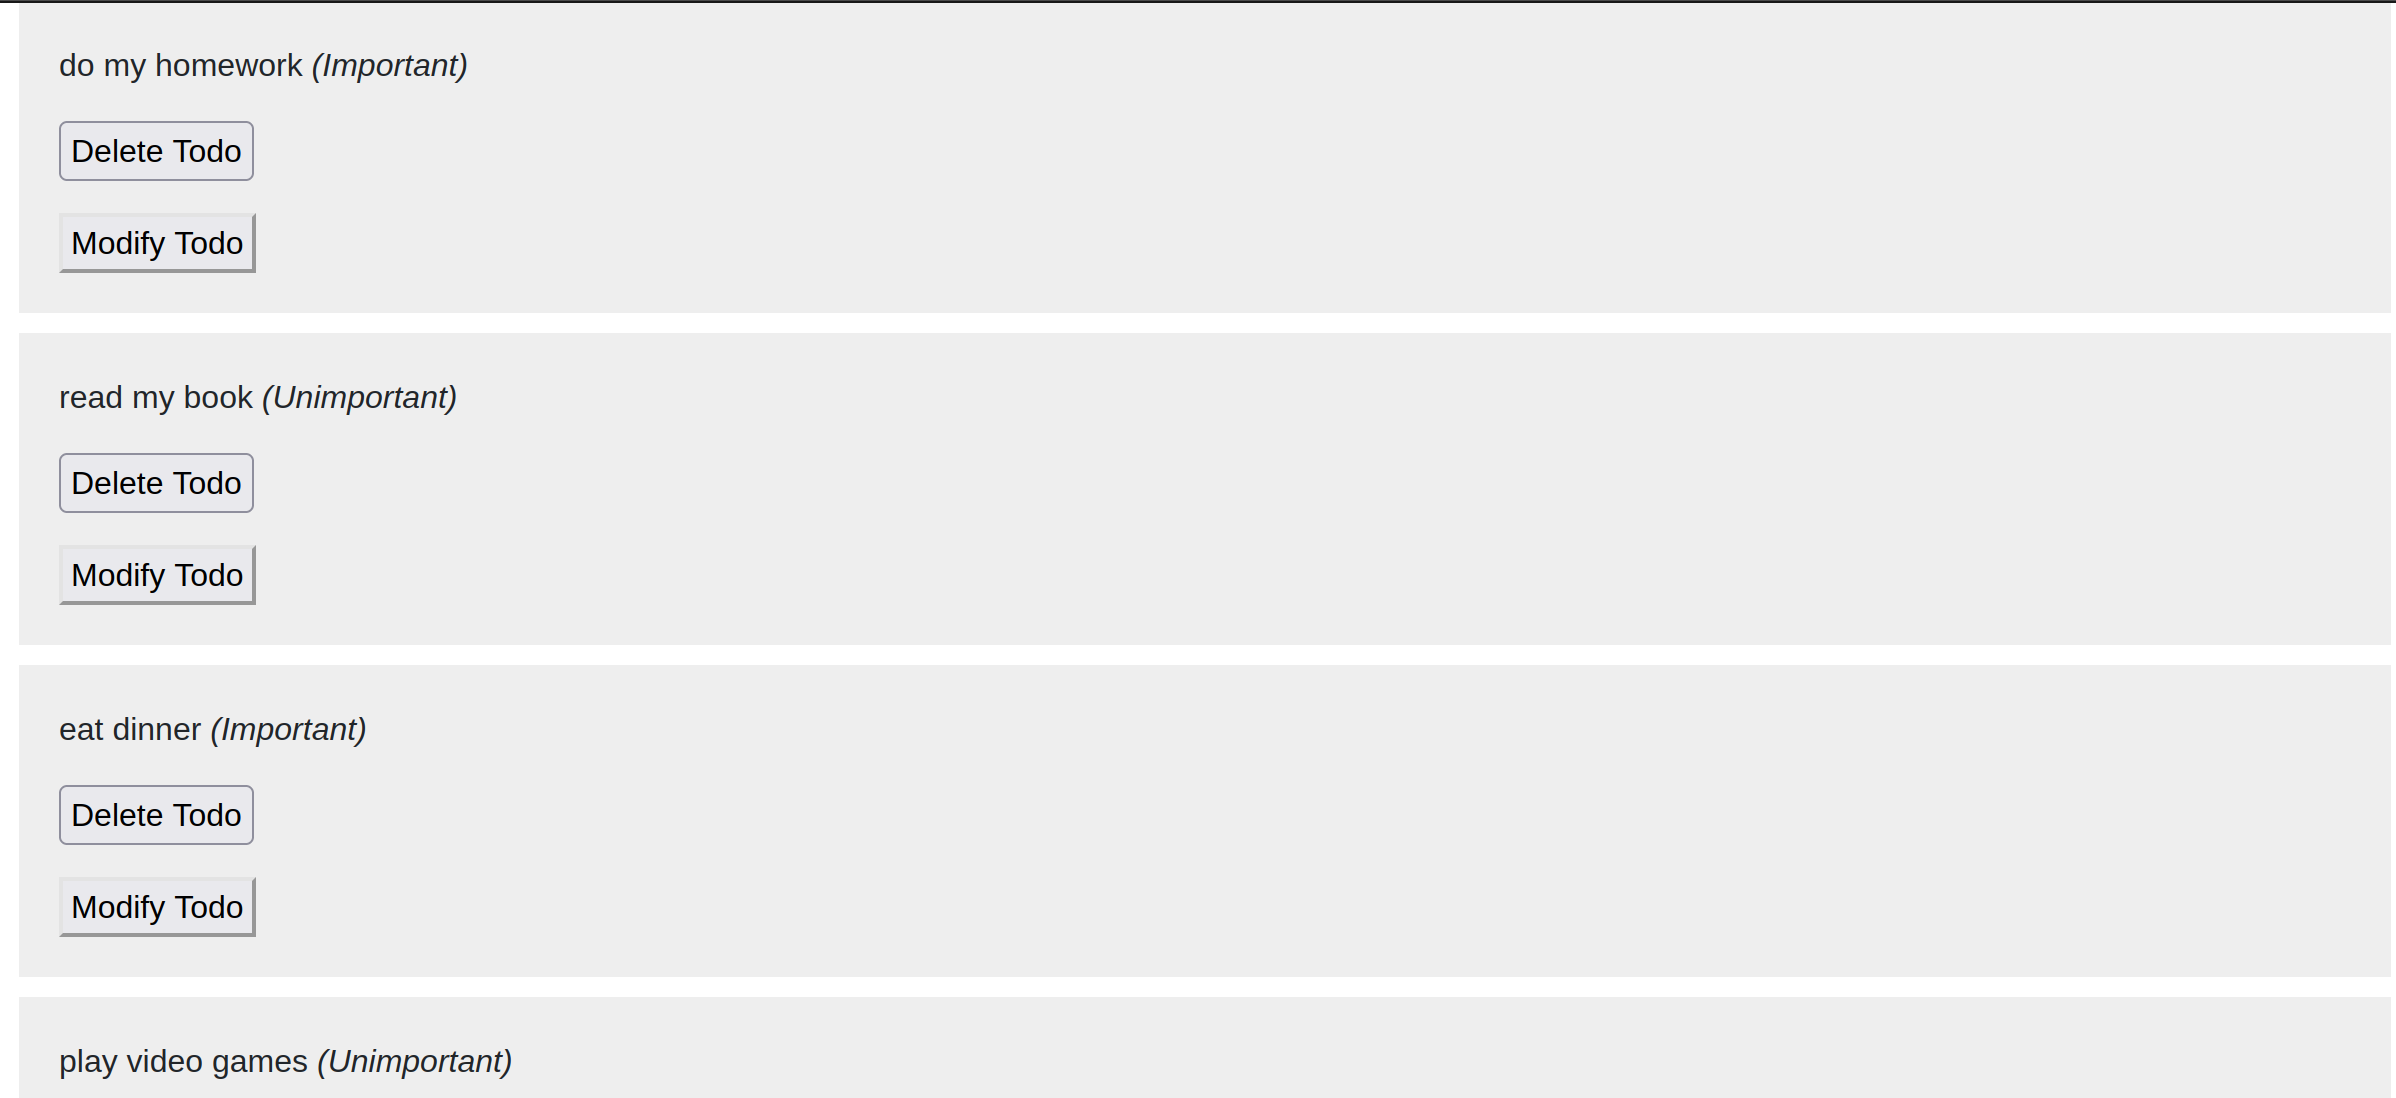 do my homework (Important)
Delete Todo
Modify Todo
read my book (Unimportant)
Delete Todo
Modify Todo
eat dinner (Important)
Delete Todo
Modify Todo
play video games (Unimportant)